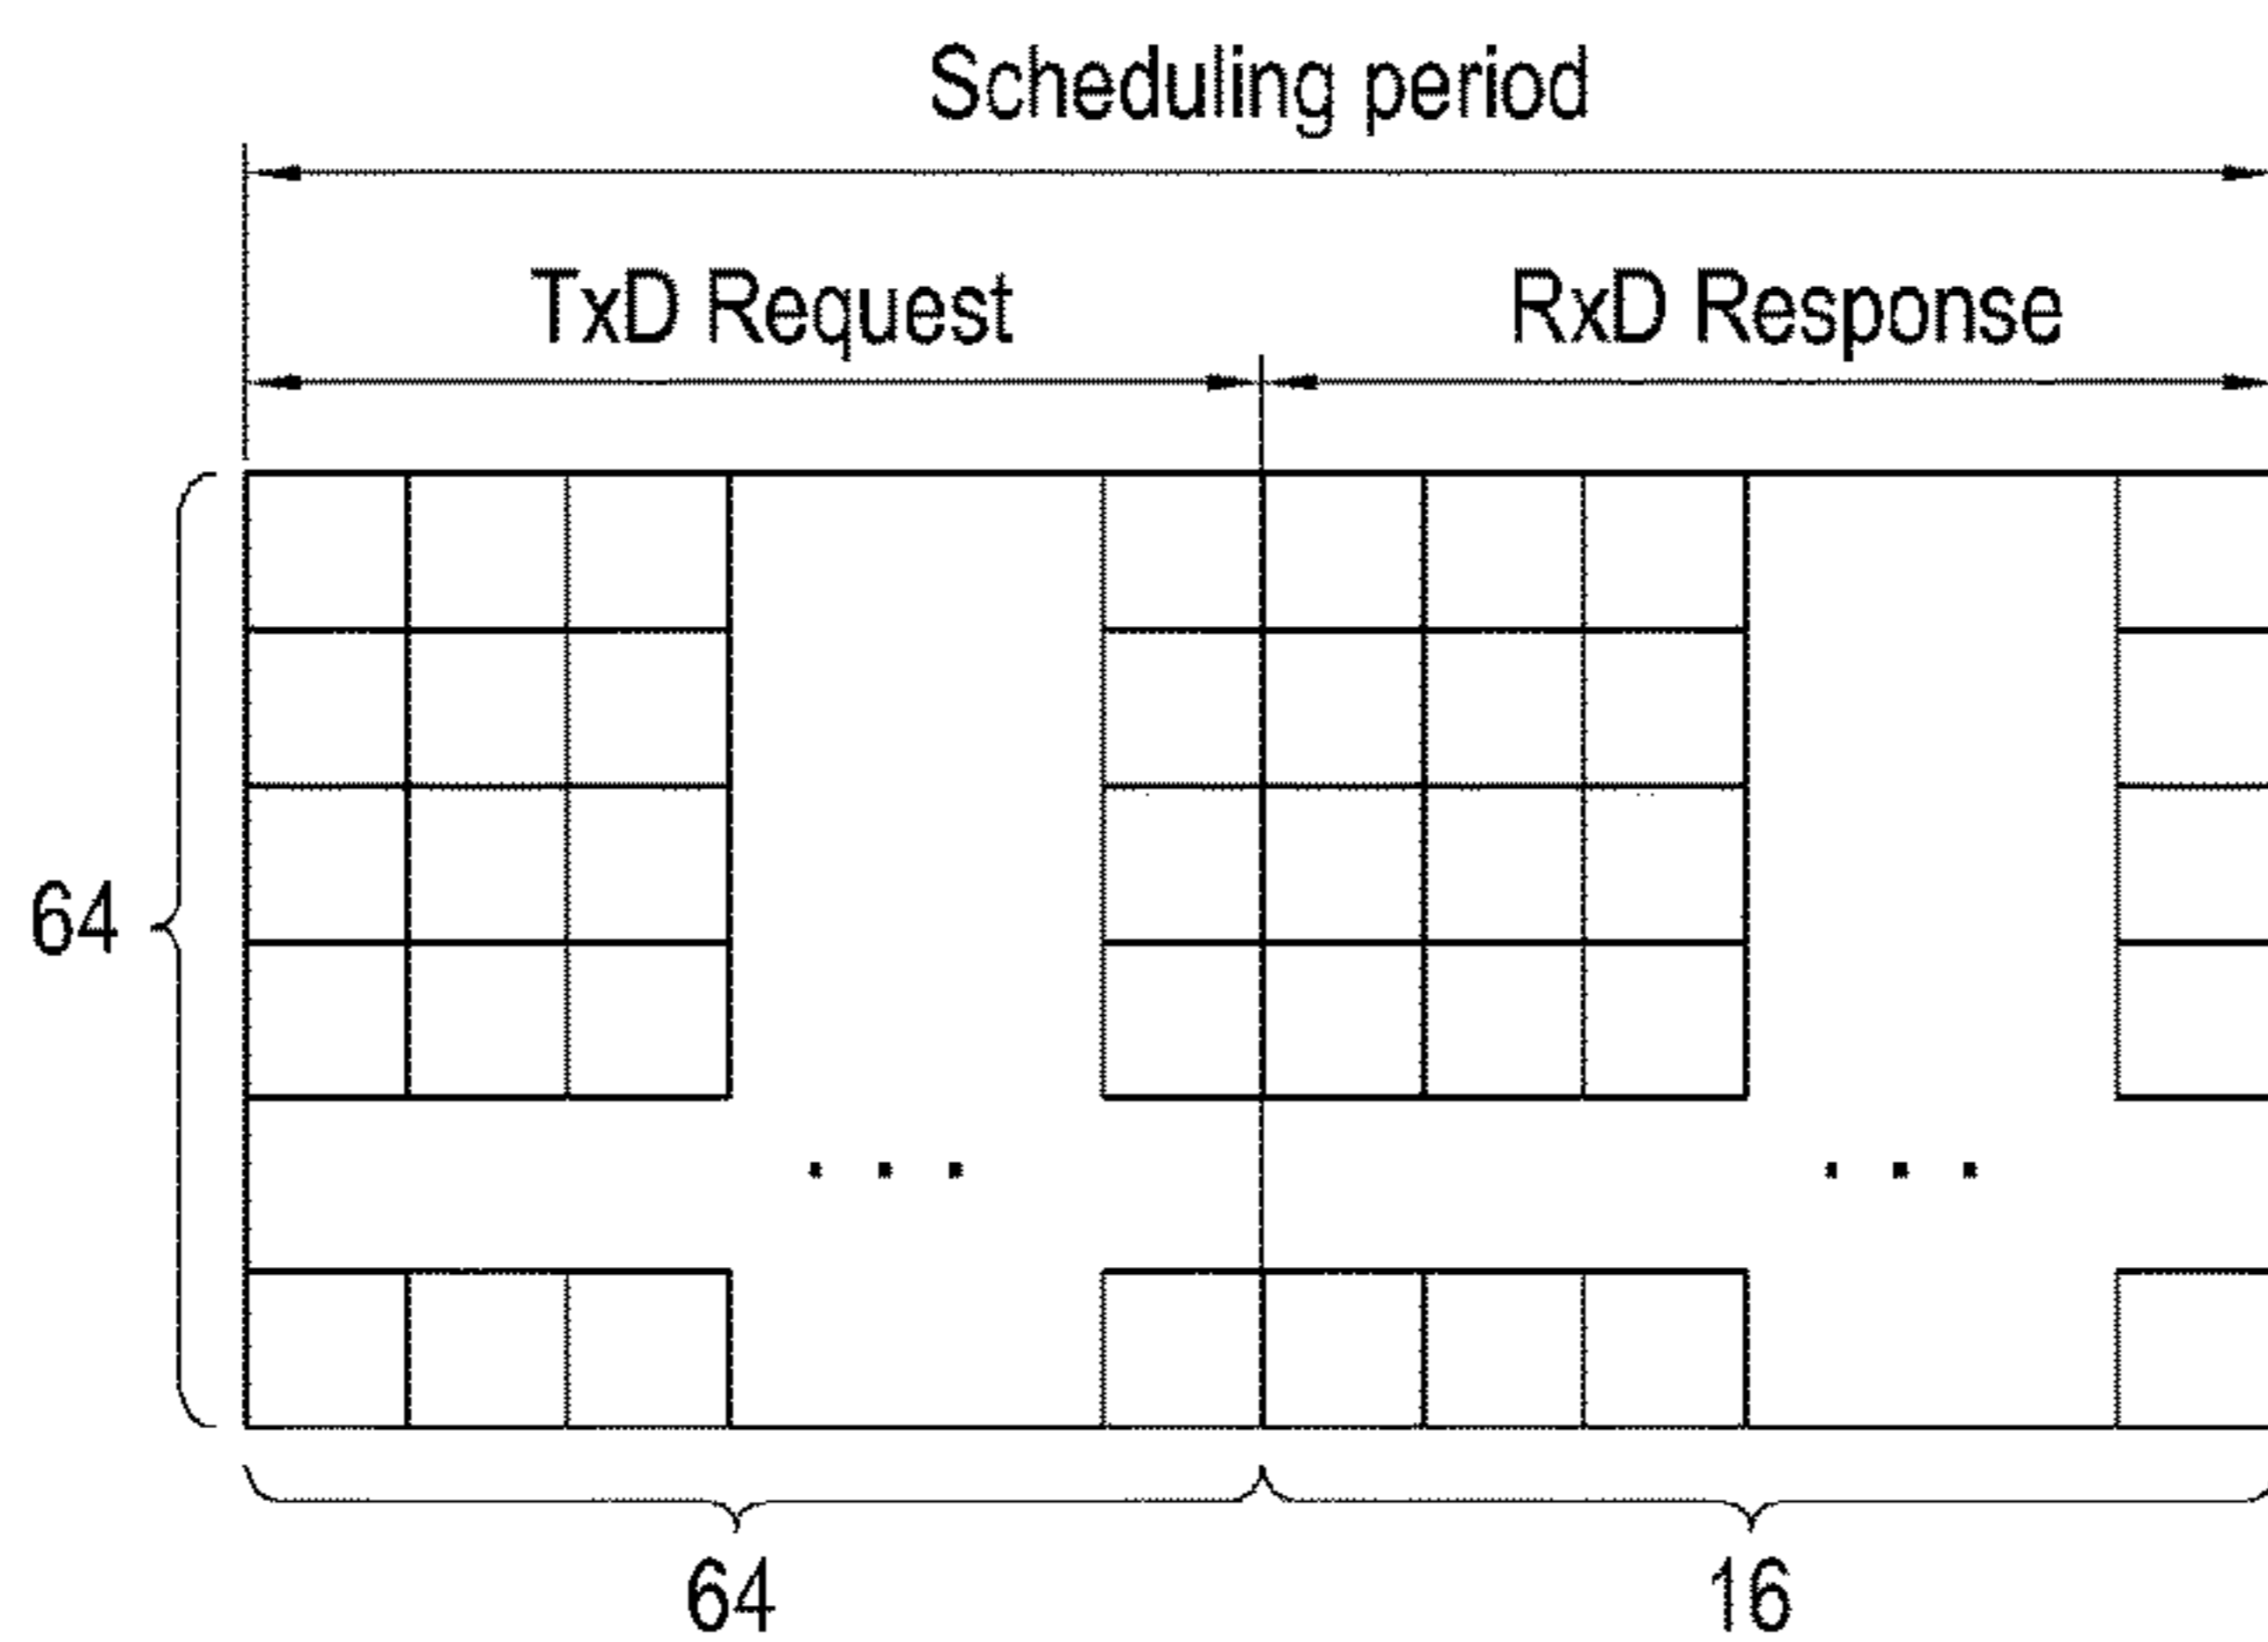 Scheduling period
TxD Request RxD Response
64
. . . . . .
64 16